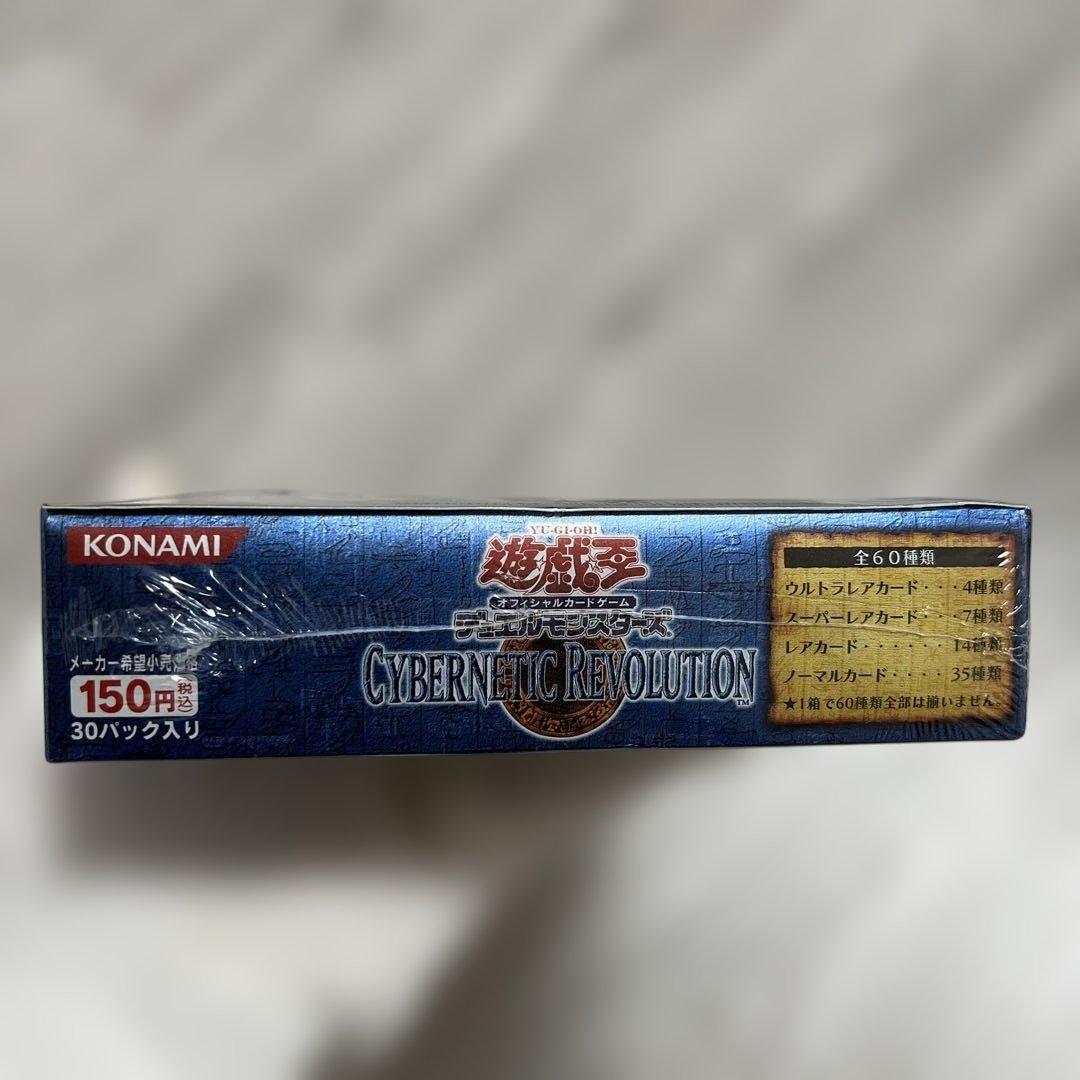 KONAMI
メーカー希望小売価格
150円(税込)
30パック入り
YU-GI-OH!
遊戯王
オフィシャルカードゲーム
デュエルモンスターズ
CYBERNETIC REVOLUTION™
全60種類
ウルトラレアカード・・・4種類
スーパーレアカード・・・7種類
レアカード・・・・・・14種類
ノーマルカード・・・・35種類
★1箱で60種類全部は揃いません。